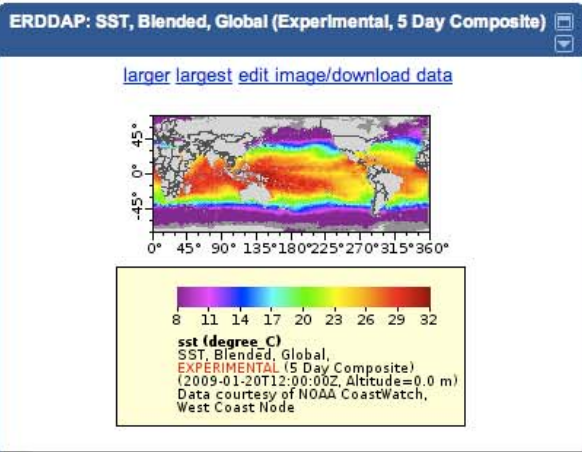 ERDDAP: SST, Blended, Global (Experimental, 5 Day Composite)
larger largest edit image/download data
45°
0°
-45°
0° 45° 90° 135°180°225°270°315°360°
8 11 14 17 20 23 26 29 32
sst (degree_C)
SST, Blended, Global,
EXPERIMENTAL (5 Day Composite)
(2009-01-20T12:00:00Z, Altitude=0.0 m)
Data courtesy of NOAA CoastWatch,
West Coast Node